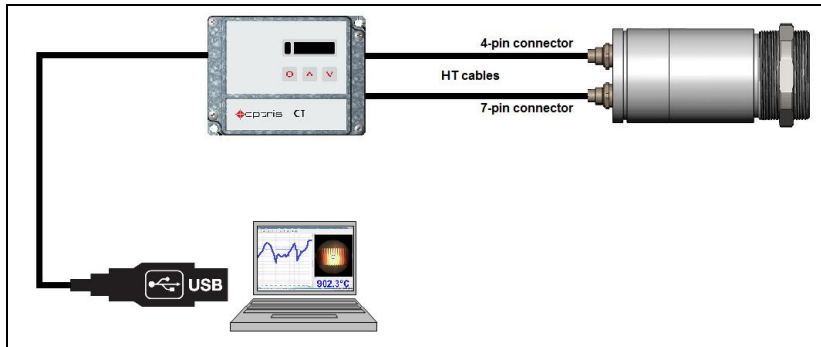 4-pin connector
HT cables
7-pin connector
optris CT
USB
902.3°C